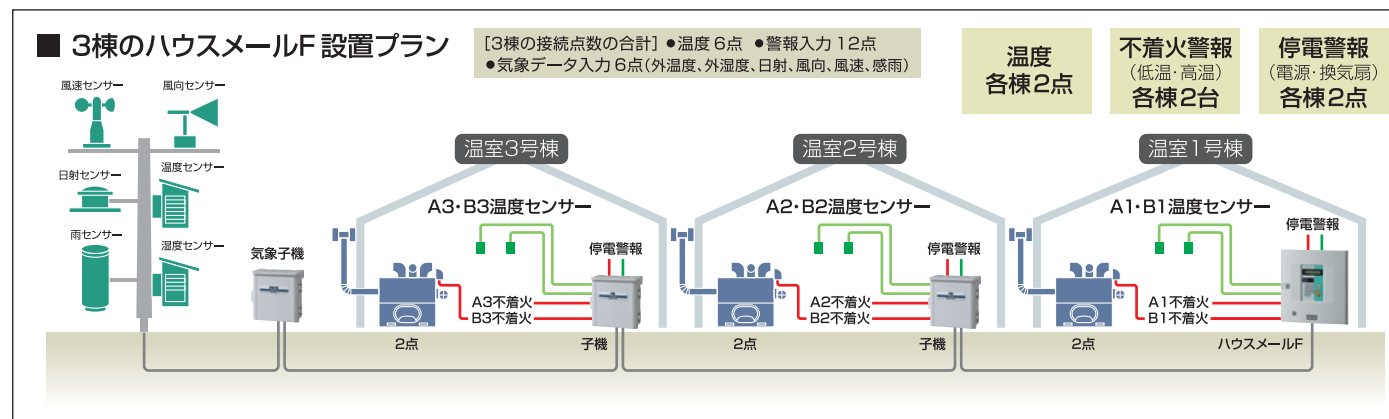 ■ 3棟のハウスメールF 設置プラン
[3棟の接続点数の合計] ●温度 6点 ●警報入力 12点
●気象データ入力 6点(外温度、外湿度、日射、風向、風速、感雨)
温度
各棟2点
不着火警報
(低温・高温)
各棟2台
停電警報
(電源・換気扇)
各棟2点
風速センサー
風向センサー
日射センサー
温度センサー
雨センサー
湿度センサー
気象子機
温室3号棟
A3・B3温度センサー
停電警報
A3不着火
B3不着火
2点
子機
温室2号棟
A2・B2温度センサー
停電警報
A2不着火
B2不着火
2点
子機
温室1号棟
A1・B1温度センサー
停電警報
A1不着火
B1不着火
2点
ハウスメールF